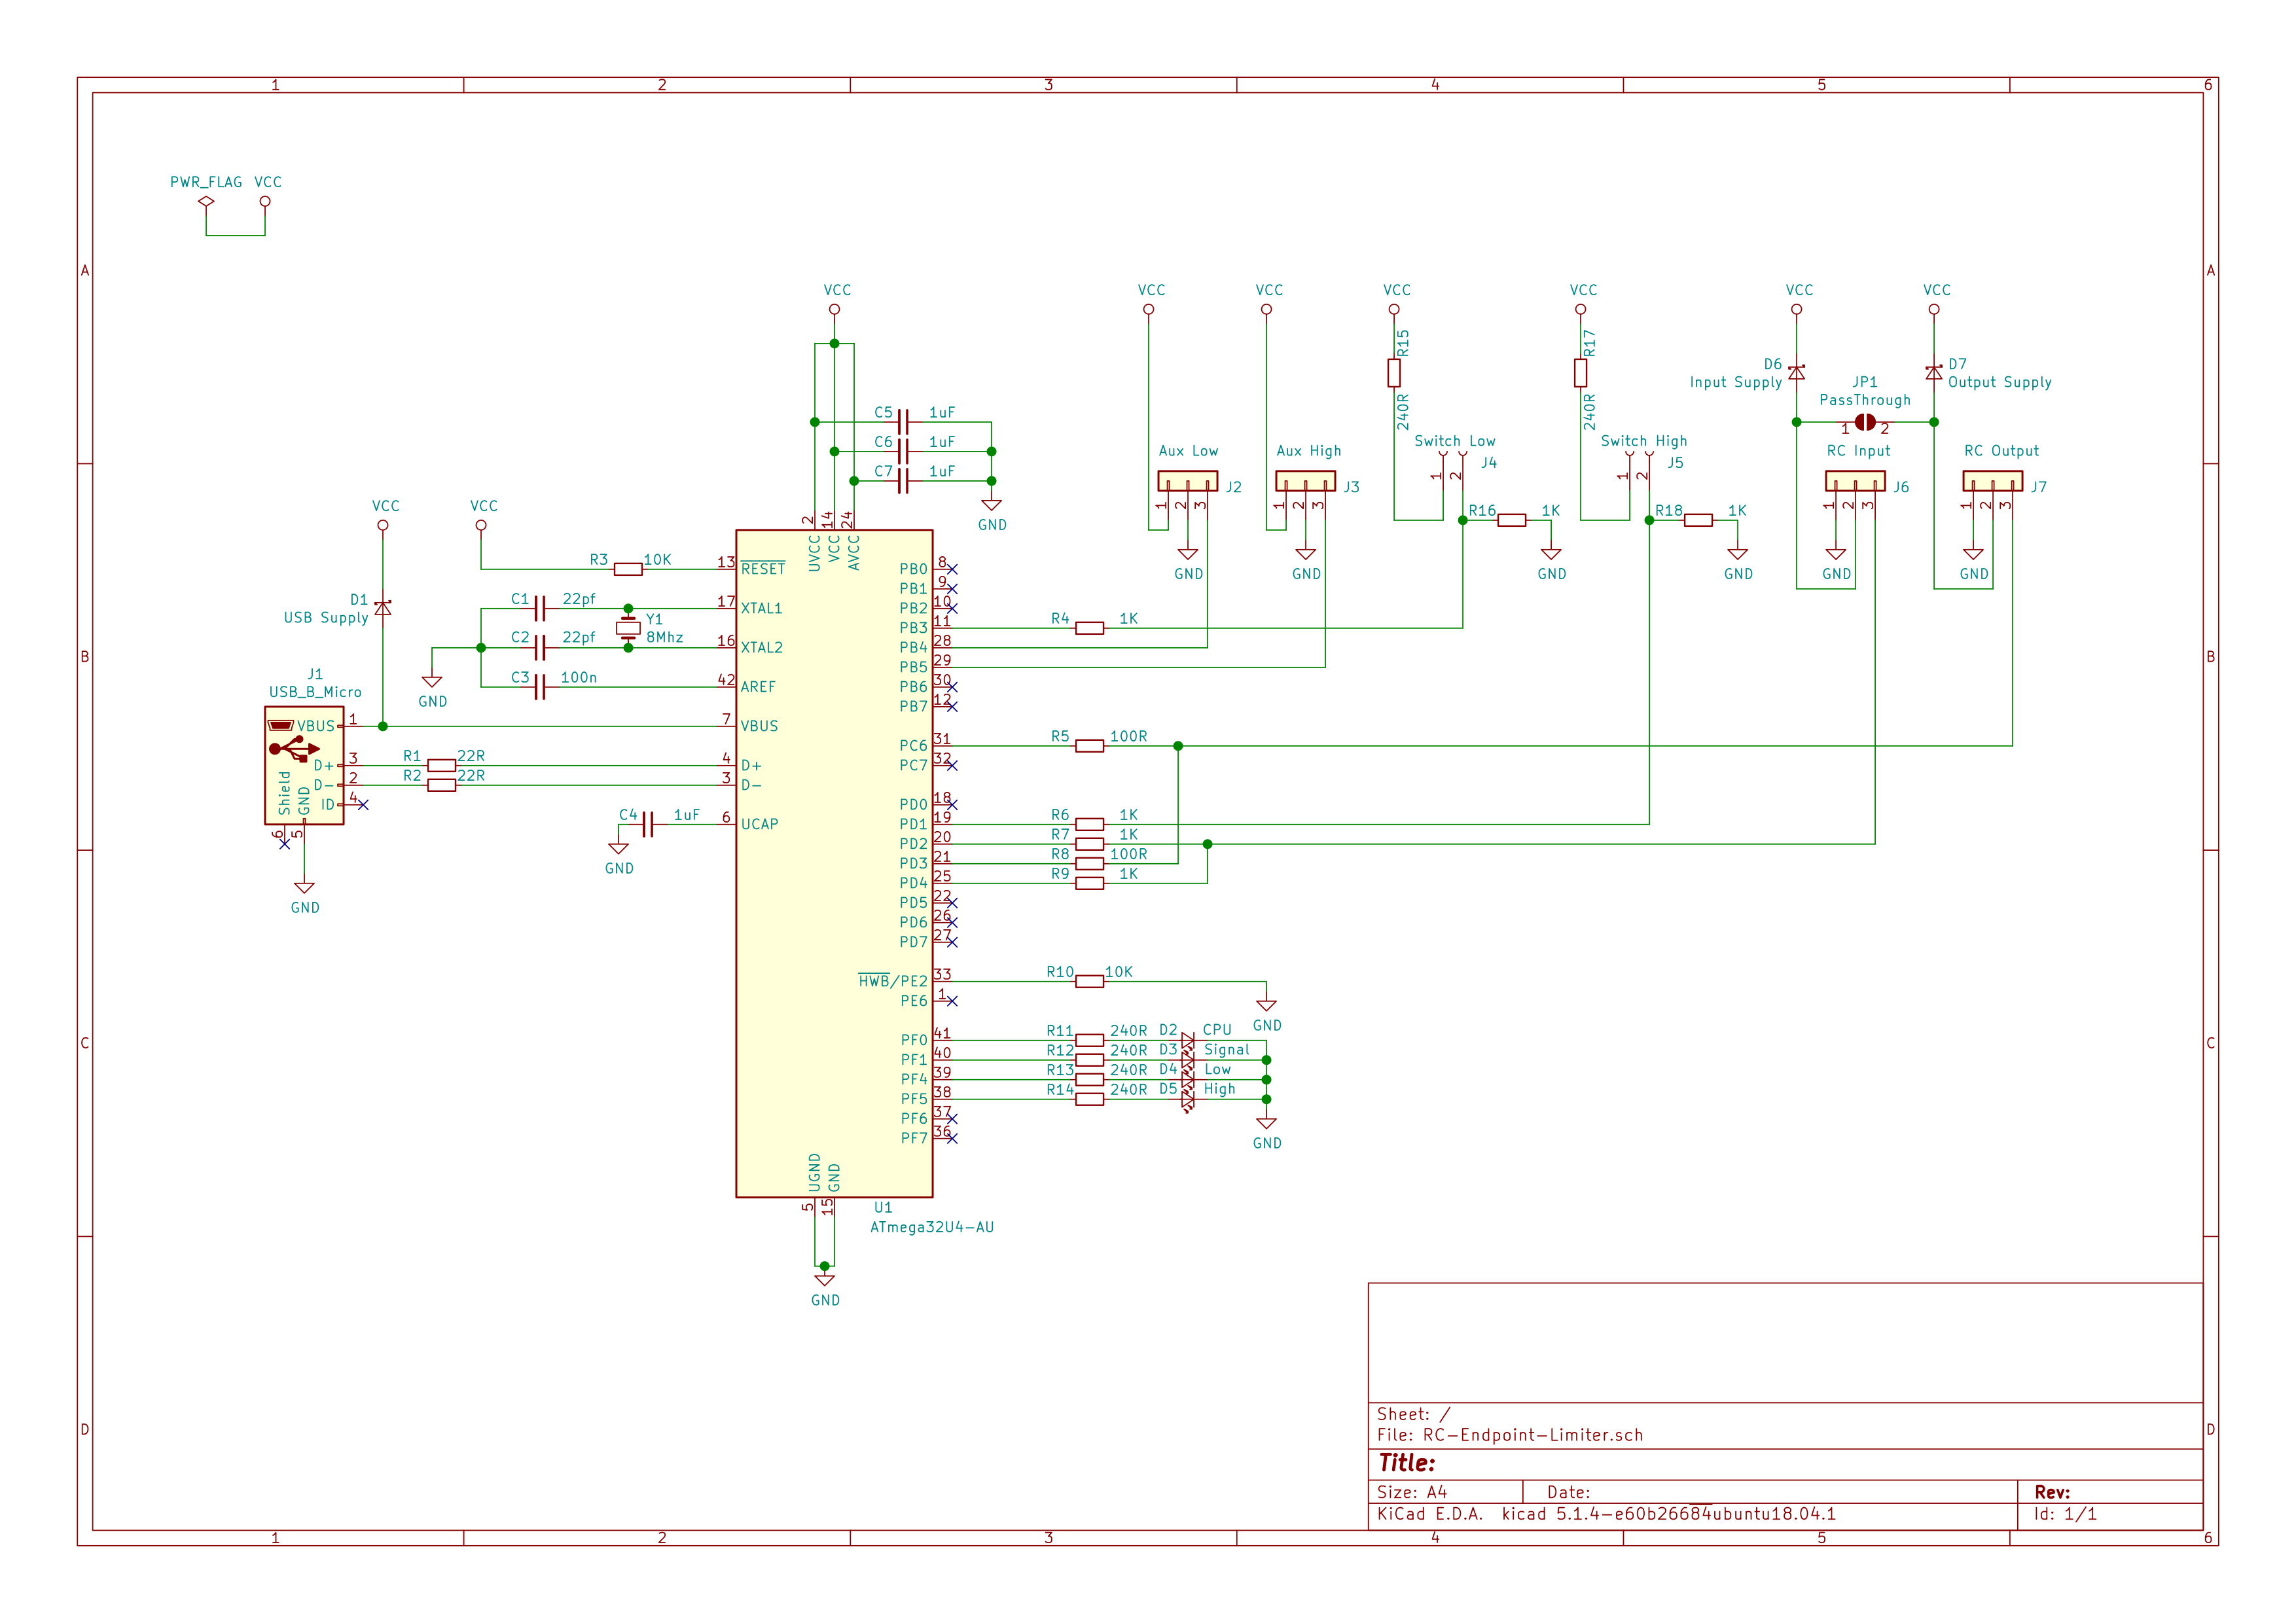 1 2 3 4 5 6
A A
B B
C C
D D
1 2 3 4 5 6
PWR_FLAG VCC
VCC VCC VCC VCC VCC VCC VCC
R15
240R
R17
240R
D6
Input Supply
D7
Output Supply
JP1
PassThrough
1 2
C5 1uF
C6 1uF
C7 1uF
GND
Aux Low
J2
1 2 3
GND
Aux High
J3
1 2 3
GND
Switch Low
J4
1 2
R16 1K
GND
Switch High
J5
1 2
R18 1K
GND
RC Input
J6
1 2 3
GND
RC Output
J7
1 2 3
GND
VCC VCC
D1
USB Supply
R3 10K
C1 22pf
Y1
8Mhz
C2 22pf
C3 100n
GND
J1
USB_B_Micro
VBUS 1
D+ 3
D- 2
ID 4
Shield
GND
6 5
GND
R1 22R
R2 22R
C4 1uF
GND
2 14 24
UVCC VCC AVCC
13 RESET
17 XTAL1
16 XTAL2
42 AREF
7 VBUS
4 D+
3 D-
6 UCAP
PB0 8
PB1 9
PB2 10
PB3 11
PB4 28
PB5 29
PB6 30
PB7 12
PC6 31
PC7 32
PD0 18
PD1 19
PD2 20
PD3 21
PD4 25
PD5 22
PD6 26
PD7 27
HWB/PE2 33
PE6 1
PF0 41
PF1 40
PF4 39
PF5 38
PF6 37
PF7 36
UGND GND
5 15
U1
ATmega32U4-AU
GND
R4 1K
R5 100R
R6 1K
R7 1K
R8 100R
R9 1K
R10 10K
GND
R11 240R D2 CPU
R12 240R D3 Signal
R13 240R D4 Low
R14 240R D5 High
GND
Sheet: /
File: RC-Endpoint-Limiter.sch
Title:
Size: A4 Date: Rev:
KiCad E.D.A. kicad 5.1.4-e60b26684ubuntu18.04.1 Id: 1/1